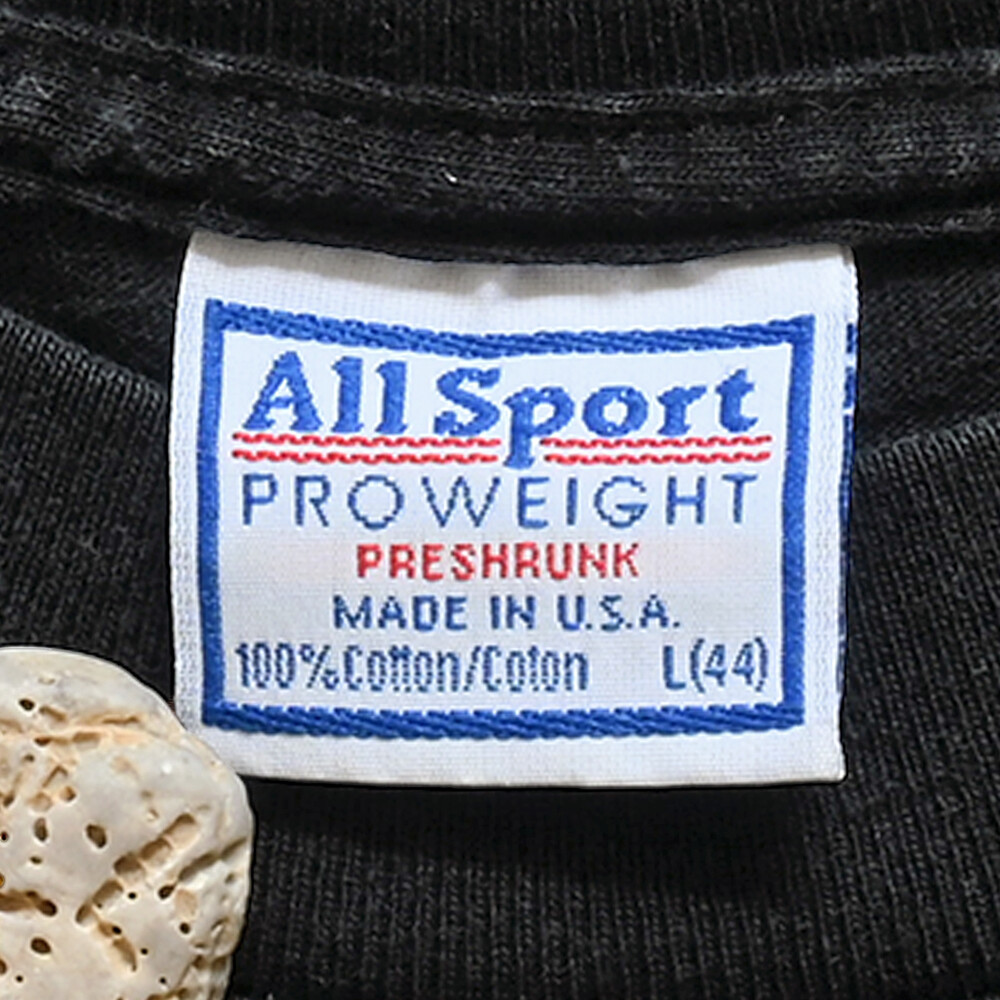 All Sport
PROWEIGHT
PRESHRUNK
MADE IN U.S.A.
100% Cotton/Coton L(44)